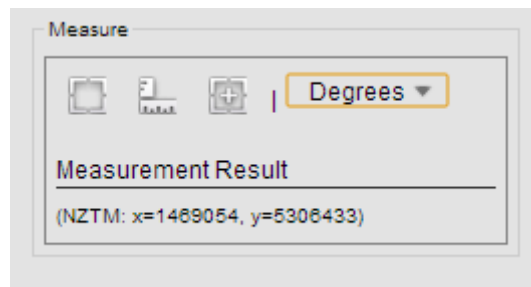 Measure
| Degrees
Measurement Result
(NZTM: x=1469054, y=5306433)